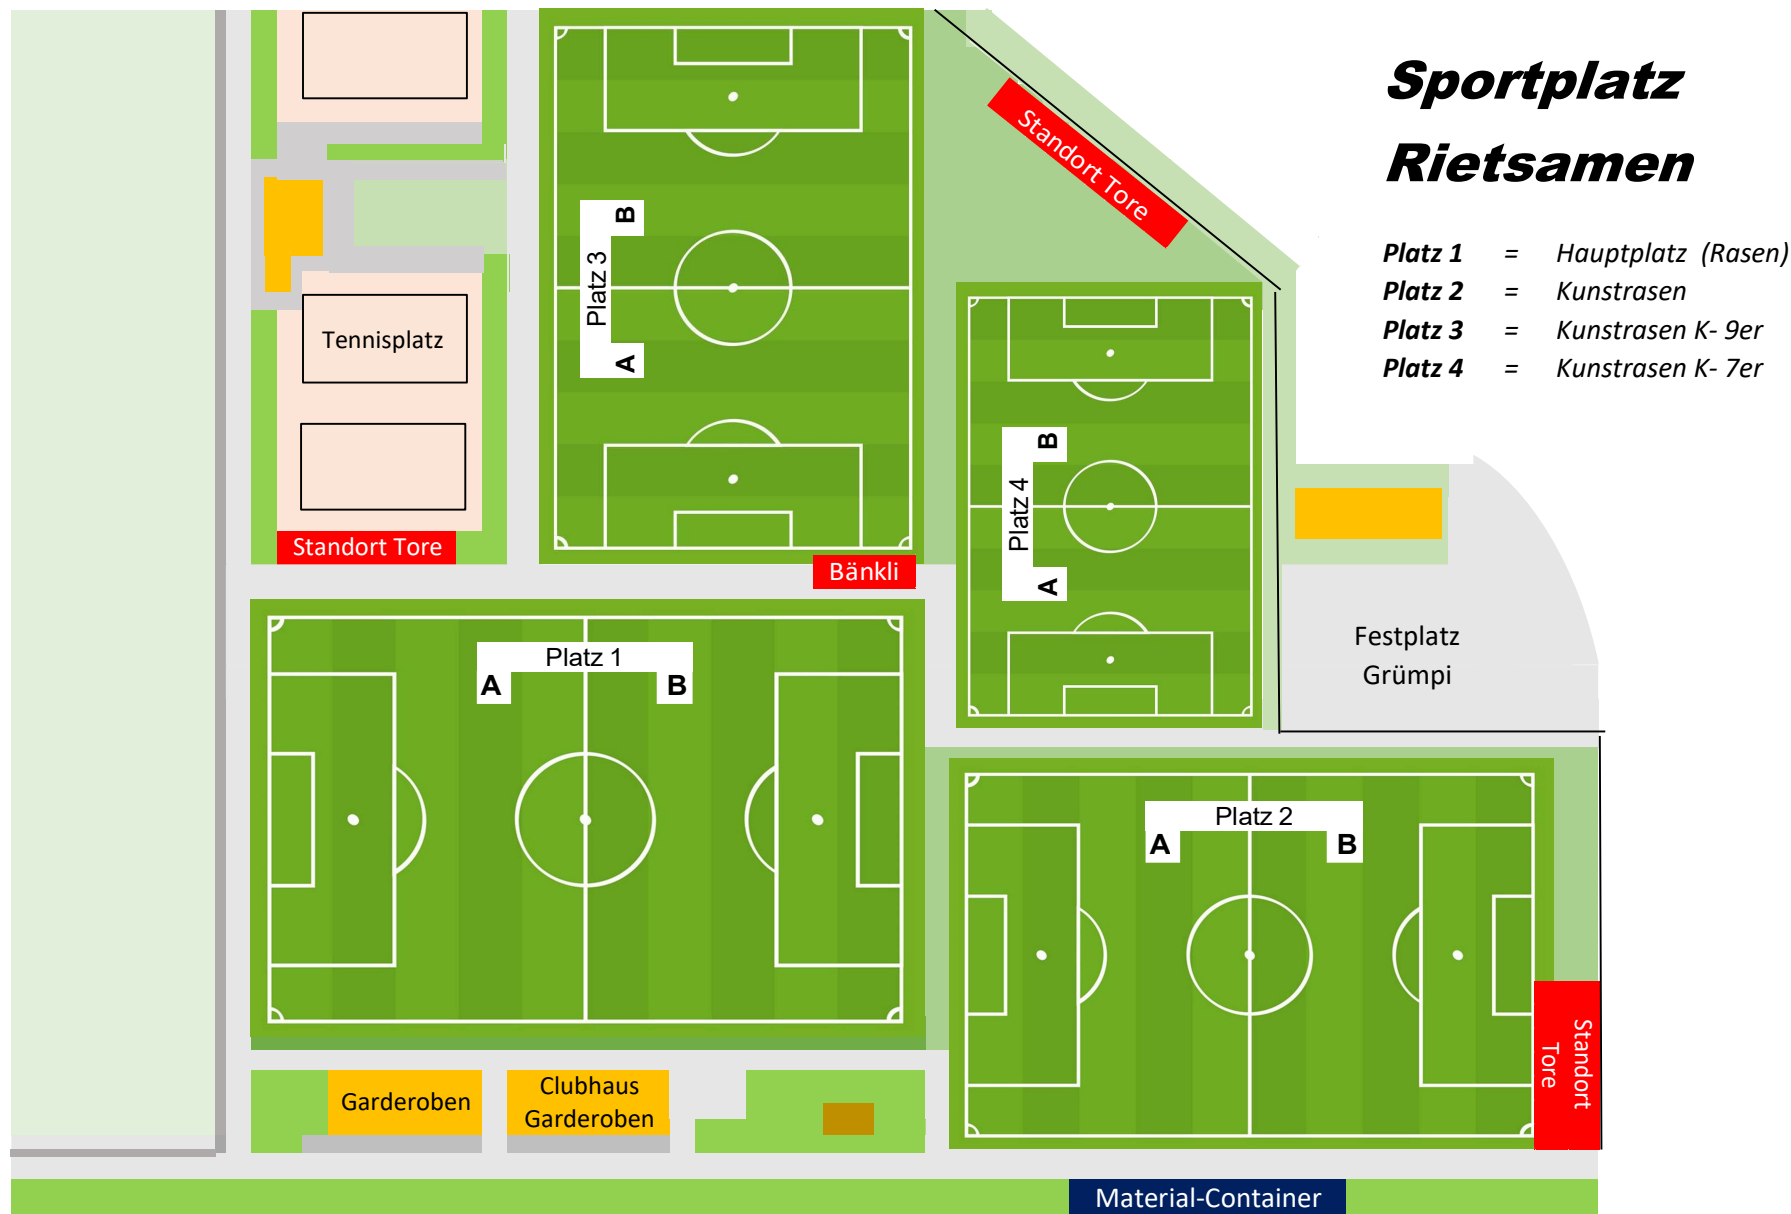 Sportplatz
Rietsamen
Platz 1 = Hauptplatz (Rasen)
Platz 2 = Kunstrasen
Platz 3 = Kunstrasen K- 9er
Platz 4 = Kunstrasen K- 7er
Standort Tore
B
Platz 3
A
Tennisplatz
B
Platz 4
A
Standort Tore
Bänkli
Festplatz
Grümpi
Platz 1
A B
Platz 2
A B
Standort
Tore
Garderoben
Clubhaus
Garderoben
Material-Container